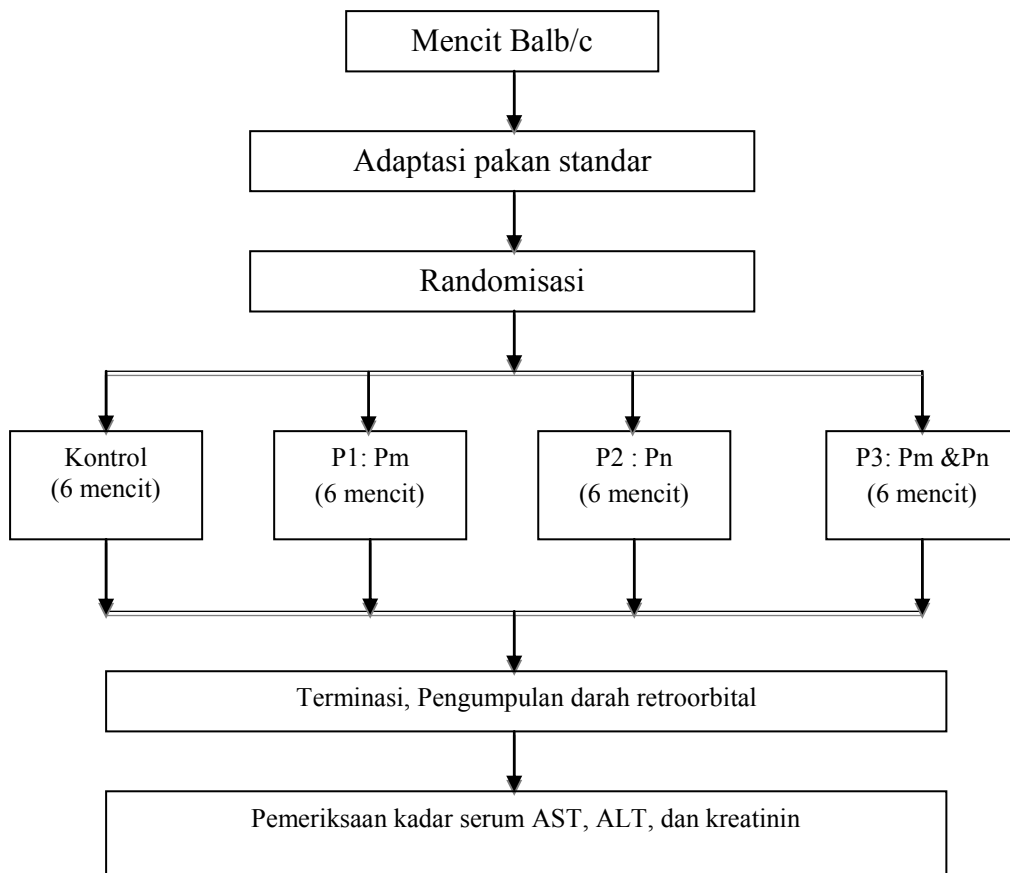 Mencit Balb/c
Adaptasi pakan standar
Randomisasi
Kontrol
(6 mencit)
P1: Pm
(6 mencit)
P2 : Pn
(6 mencit)
P3: Pm &Pn
(6 mencit)
Terminasi, Pengumpulan darah retroorbital
Pemeriksaan kadar serum AST, ALT, dan kreatinin